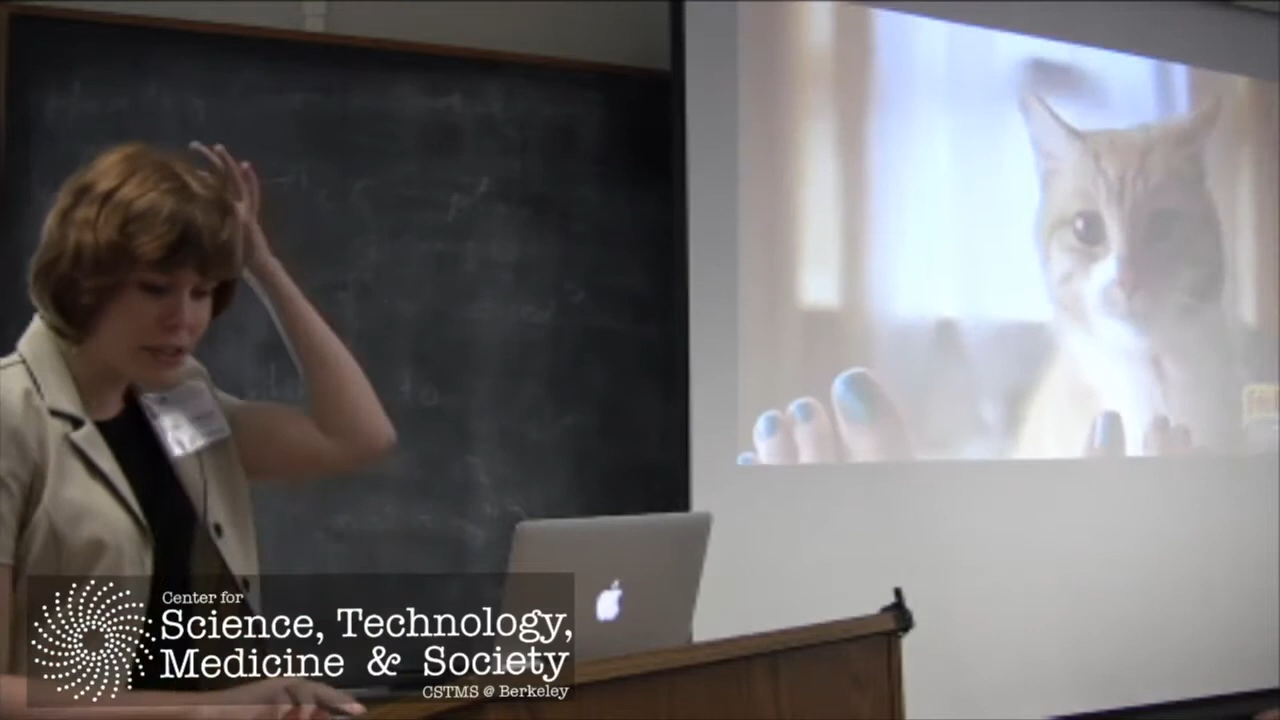 Center for
Science, Technology,
Medicine & Society
CSTMS @ Berkeley